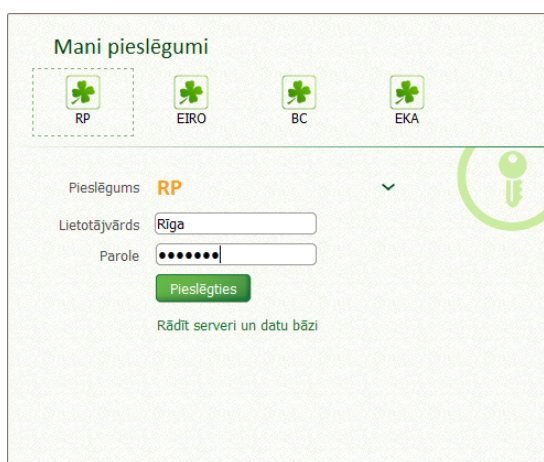 Mani pieslēgumi
RP EIRO BC EKA
Pieslēgums RP
Lietotājvārds Rīga
Parole •••••••
Pieslēgties
Rādīt serveri un datu bāzi